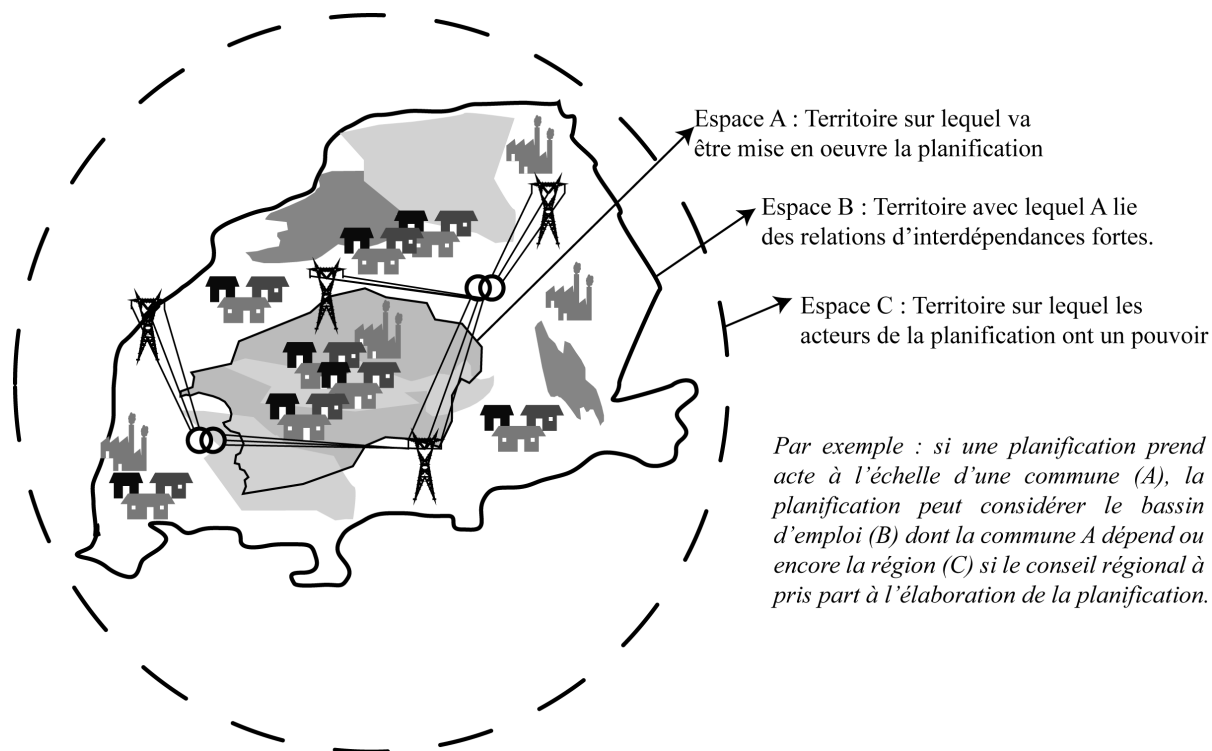 Espace A : Territoire sur lequel va
être mise en oeuvre la planification
Espace B : Territoire avec lequel A lie
des relations d’interdépendances fortes.
Espace C : Territoire sur lequel les
acteurs de la planification ont un pouvoir
Par exemple : si une planification prend
acte à l’échelle d’une commune (A), la
planification peut considérer le bassin
d’emploi (B) dont la commune A dépend ou
encore la région (C) si le conseil régional à
pris part à l’élaboration de la planification.